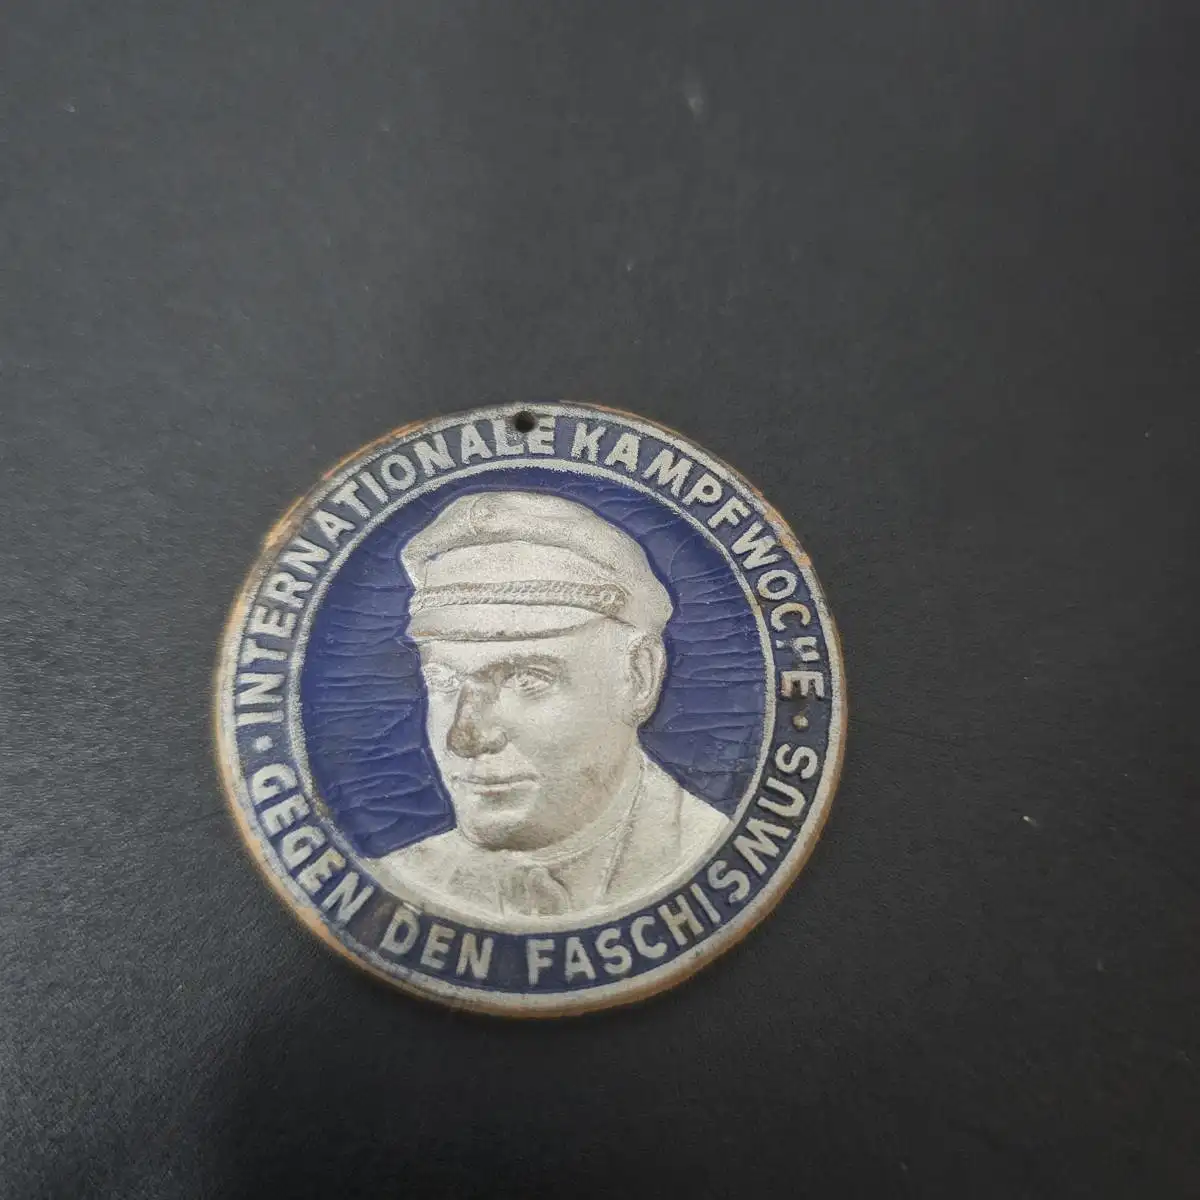 INTERNATIONALE KAMPFWOCHE
GEGEN DEN FASCHISMUS